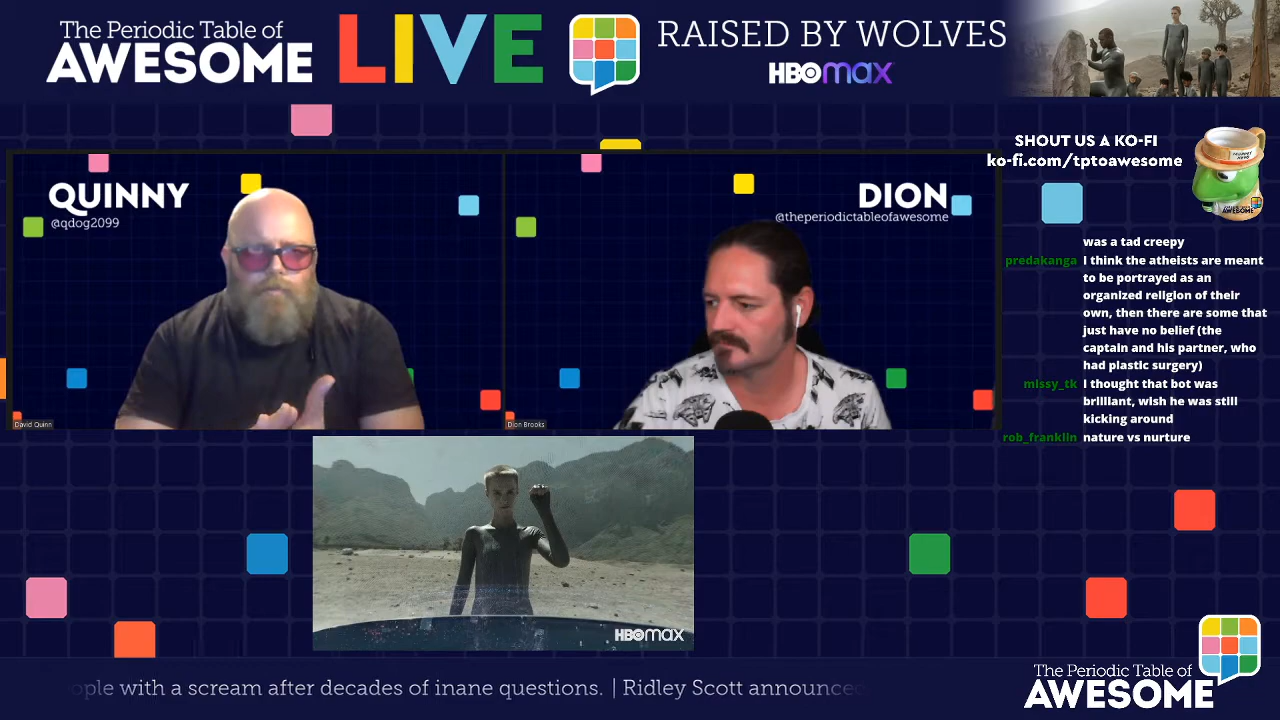 The Periodic Table of
AWESOME
LIVE
RAISED BY WOLVES
HBOmax
SHOUT US A KO-FI
ko-fi.com/tptoawesome
QUINNY
@qdog2099
DION
@theperiodictableofawesome
David Quinn
Dion Brooks
was a tad creepy
predakanga I think the atheists are meant
to be portrayed as an
organized religion of their
own, then there are some that
just have no belief (the
captain and his partner, who
had plastic surgery)
missy_tk I thought that bot was
brilliant, wish he was still
kicking around
rob_franklin nature vs nurture
HBOmax
ople with a scream after decades of inane questions. | Ridley Scott announce
The Periodic Table of
AWESOME